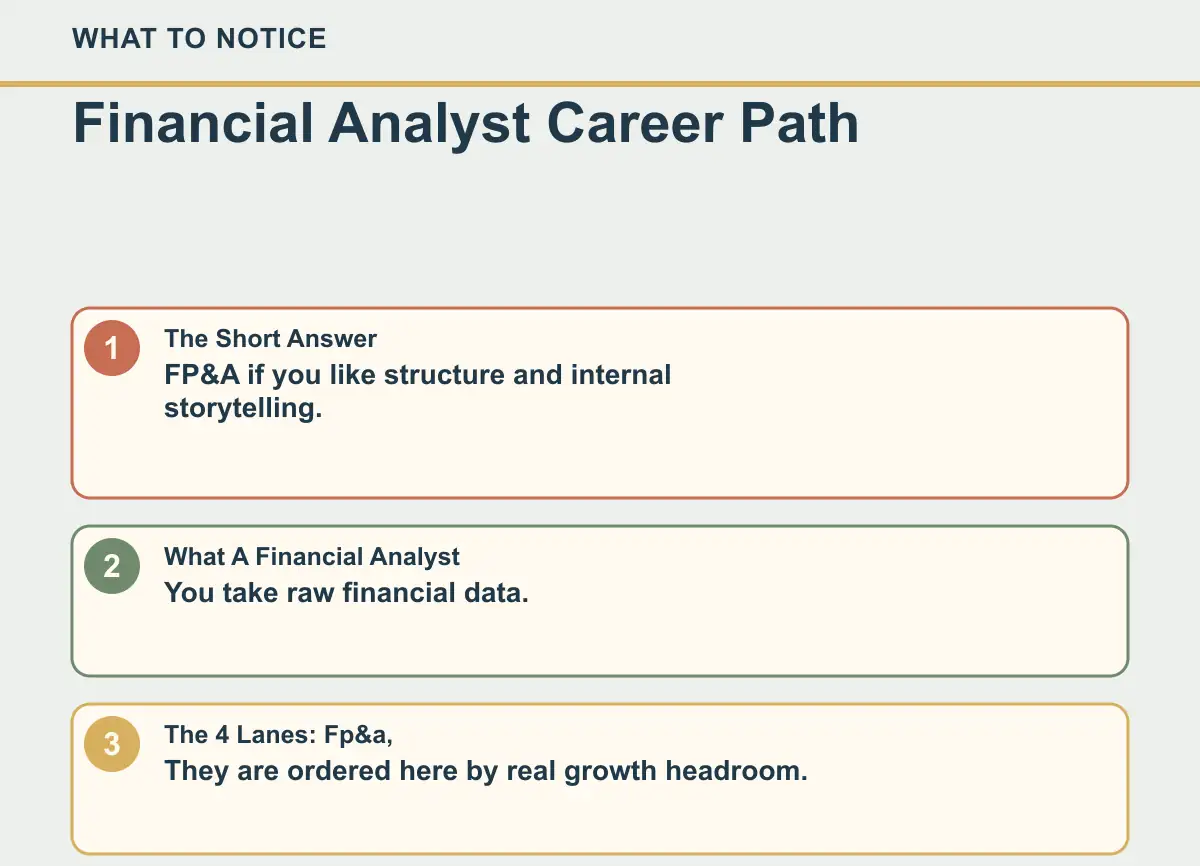 WHAT TO NOTICE
Financial Analyst Career Path
1
The Short Answer
FP&A if you like structure and internal
storytelling.
2
What A Financial Analyst
You take raw financial data.
3
The 4 Lanes: Fp&a,
They are ordered here by real growth headroom.